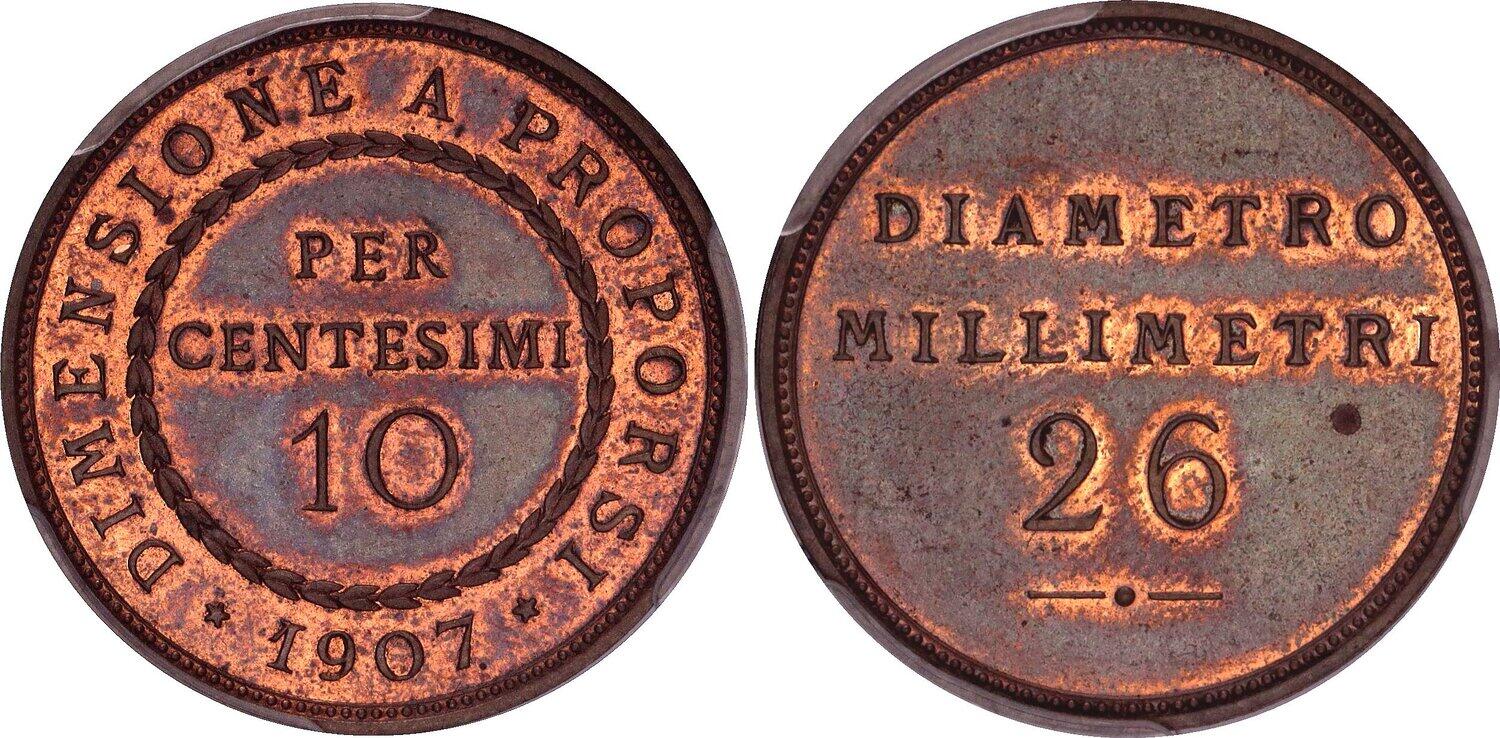 DIMENSIONE A PROPORSI
PER
CENTESIMI
10
1907
DIAMETRO
MILLIMETRI
26